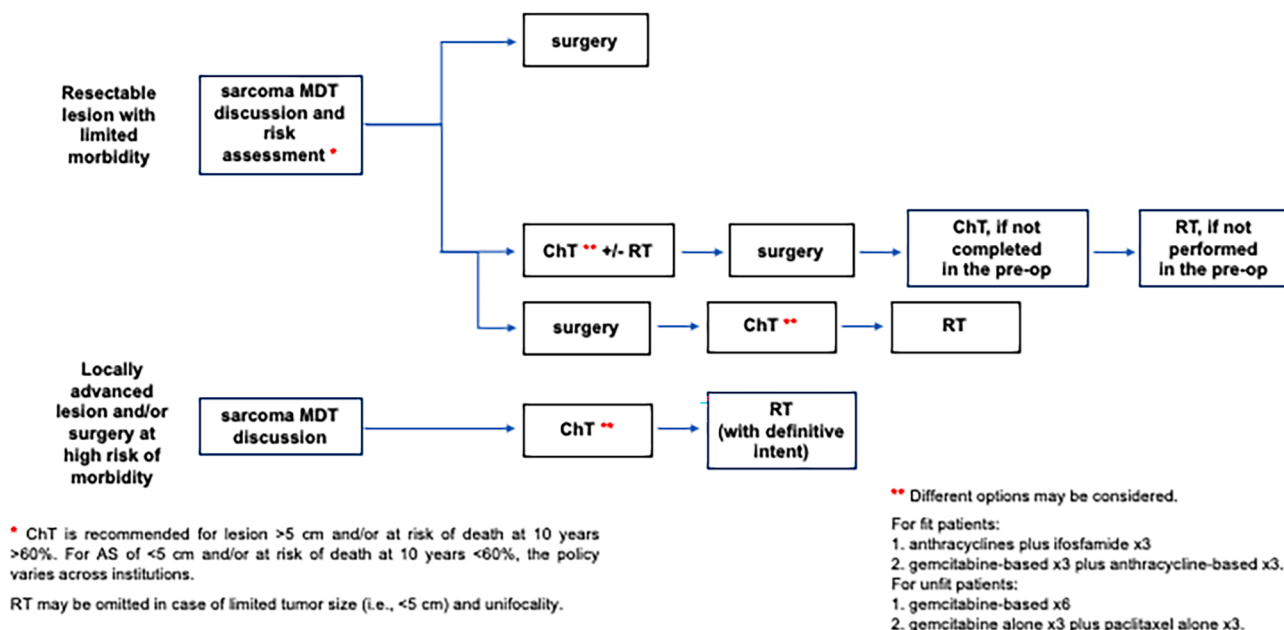 surgery
Resectable
lesion with
limited
morbidity
sarcoma MDT
discussion and
risk
assessment *
ChT ** +/- RT
surgery
ChT, if not
completed
in the pre-op
RT, if not
performed
in the pre-op
surgery
ChT **
RT
Locally
advanced
lesion and/or
surgery at
high risk of
morbidity
sarcoma MDT
discussion
ChT **
RT
(with definitive
intent)
* ChT is recommended for lesion >5 cm and/or at risk of death at 10 years
>60%. For AS of <5 cm and/or at risk of death at 10 years <60%, the policy
varies across institutions.
RT may be omitted in case of limited tumor size (i.e., <5 cm) and unifocality.
** Different options may be considered.
For fit patients:
1. anthracyclines plus ifosfamide x3
2. gemcitabine-based x3 plus anthracycline-based x3.
For unfit patients:
1. gemcitabine-based x6
2. gemcitabine alone x3 plus paclitaxel alone x3.